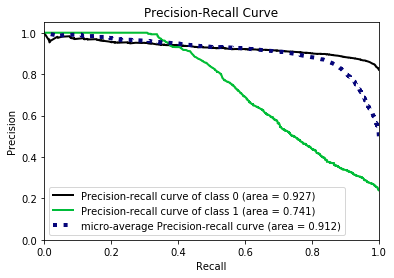 Precision-Recall Curve
Precision
1.0
0.8
0.6
0.4
0.2
0.0
Precision-recall curve of class 0 (area = 0.927)
Precision-recall curve of class 1 (area = 0.741)
micro-average Precision-recall curve (area = 0.912)
0.0 0.2 0.4 0.6 0.8 1.0
Recall